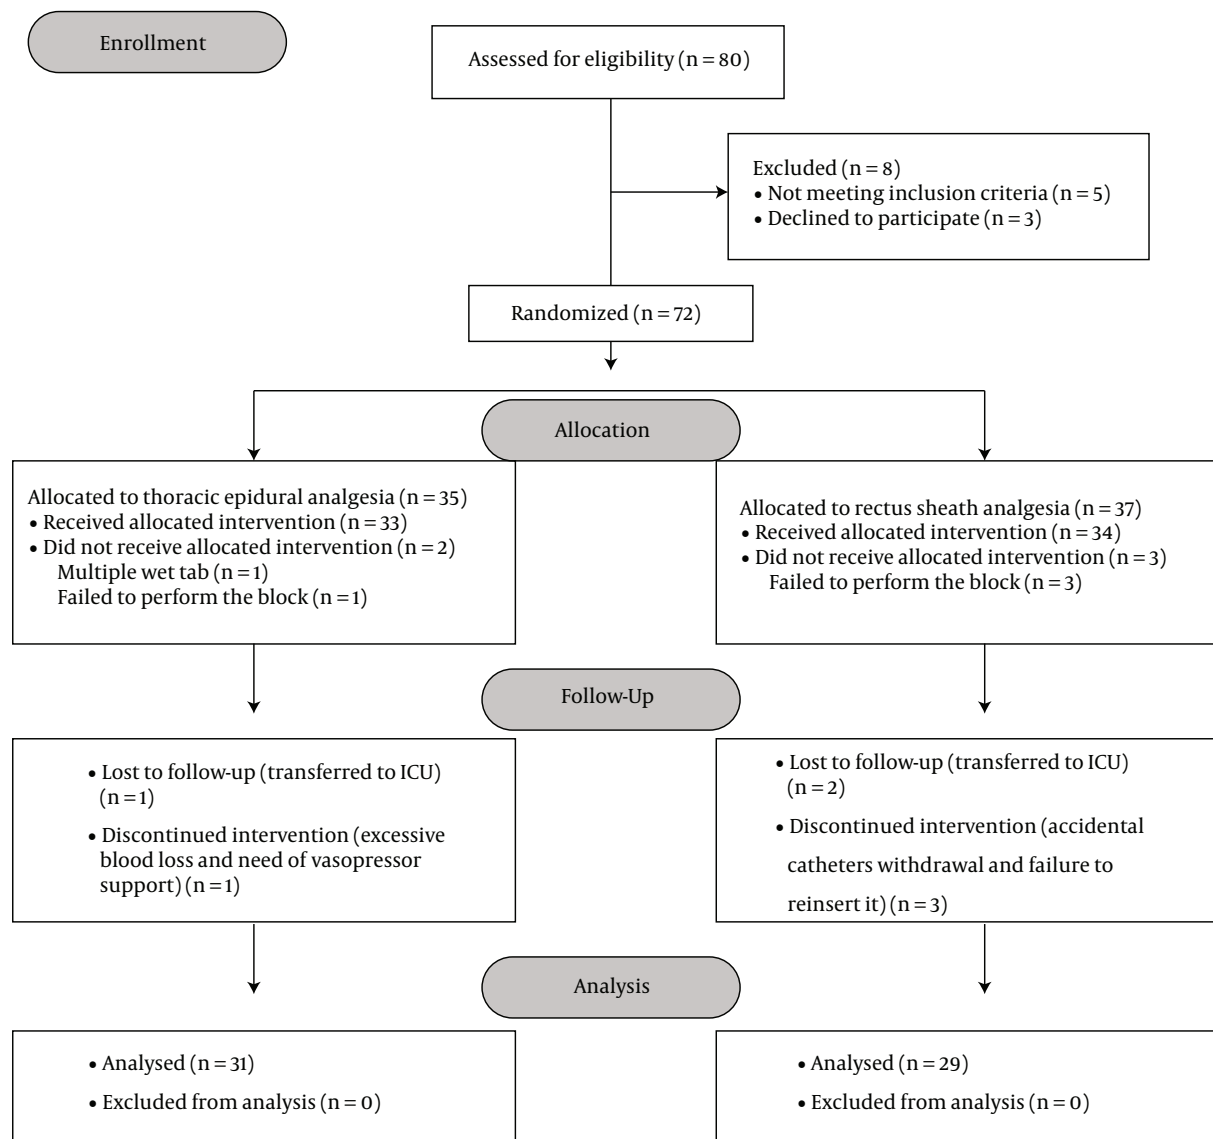 Enrollment
Assessed for eligibility (n = 80)
Excluded (n = 8)
• Not meeting inclusion criteria (n = 5)
• Declined to participate (n = 3)
Randomized (n = 72)
Allocation
Allocated to thoracic epidural analgesia (n = 35)
• Received allocated intervention (n = 33)
• Did not receive allocated intervention (n = 2)
Multiple wet tab (n = 1)
Failed to perform the block (n = 1)
Allocated to rectus sheath analgesia (n = 37)
• Received allocated intervention (n = 34)
• Did not receive allocated intervention (n = 3)
Failed to perform the block (n = 3)
Follow-Up
• Lost to follow-up (transferred to ICU)
(n = 1)
• Discontinued intervention (excessive
blood loss and need of vasopressor
support) (n = 1)
• Lost to follow-up (transferred to ICU)
(n = 2)
• Discontinued intervention (accidental
catheters withdrawal and failure to
reinsert it) (n = 3)
Analysis
• Analysed (n = 31)
• Excluded from analysis (n = 0)
• Analysed (n = 29)
• Excluded from analysis (n = 0)